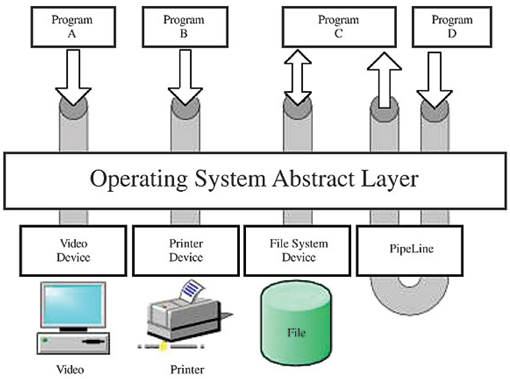 Program
A
Program
B
Program
C
Program
D
Operating System Abstract Layer
Video
Device
Printer
Device
File System
Device
PipeLine
File
Video
Printer